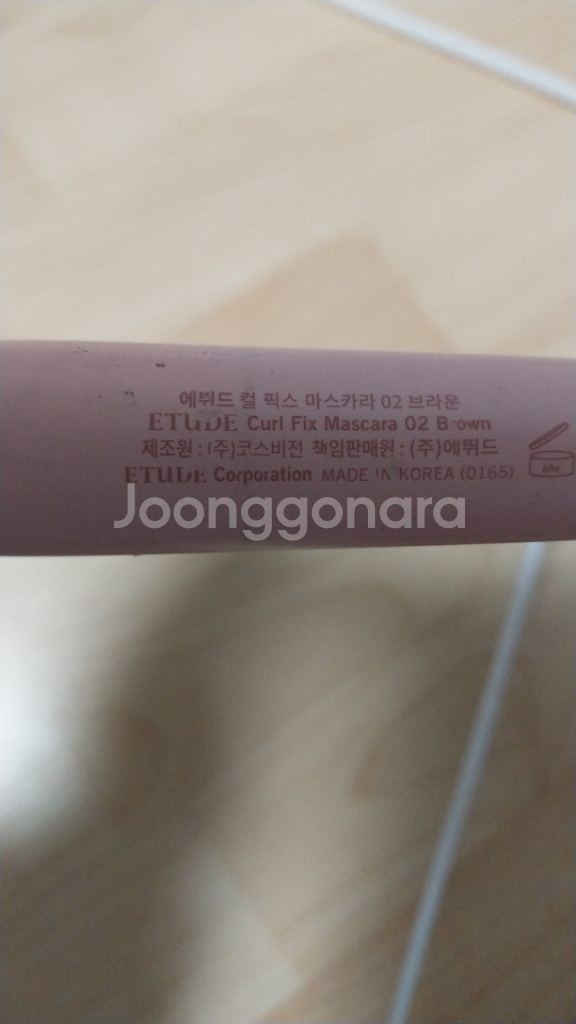 에뛰드 컬 픽스 마스카라 02 브라운
ETUDE Curl Fix Mascara 02 Brown
제조원 : (주)코스비전 책임판매원 : (주)에뛰드
ETUDE Corporation MADE IN KOREA (0165)
Joonggonara